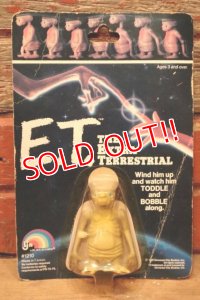 Ages 3 and over
E.T.
THE
EXTRA
TERRESTRIAL
SOLD OUT!!
Wind him up
and watch him
TODDLE
and
BOBBLE
along.
LJN
#1210